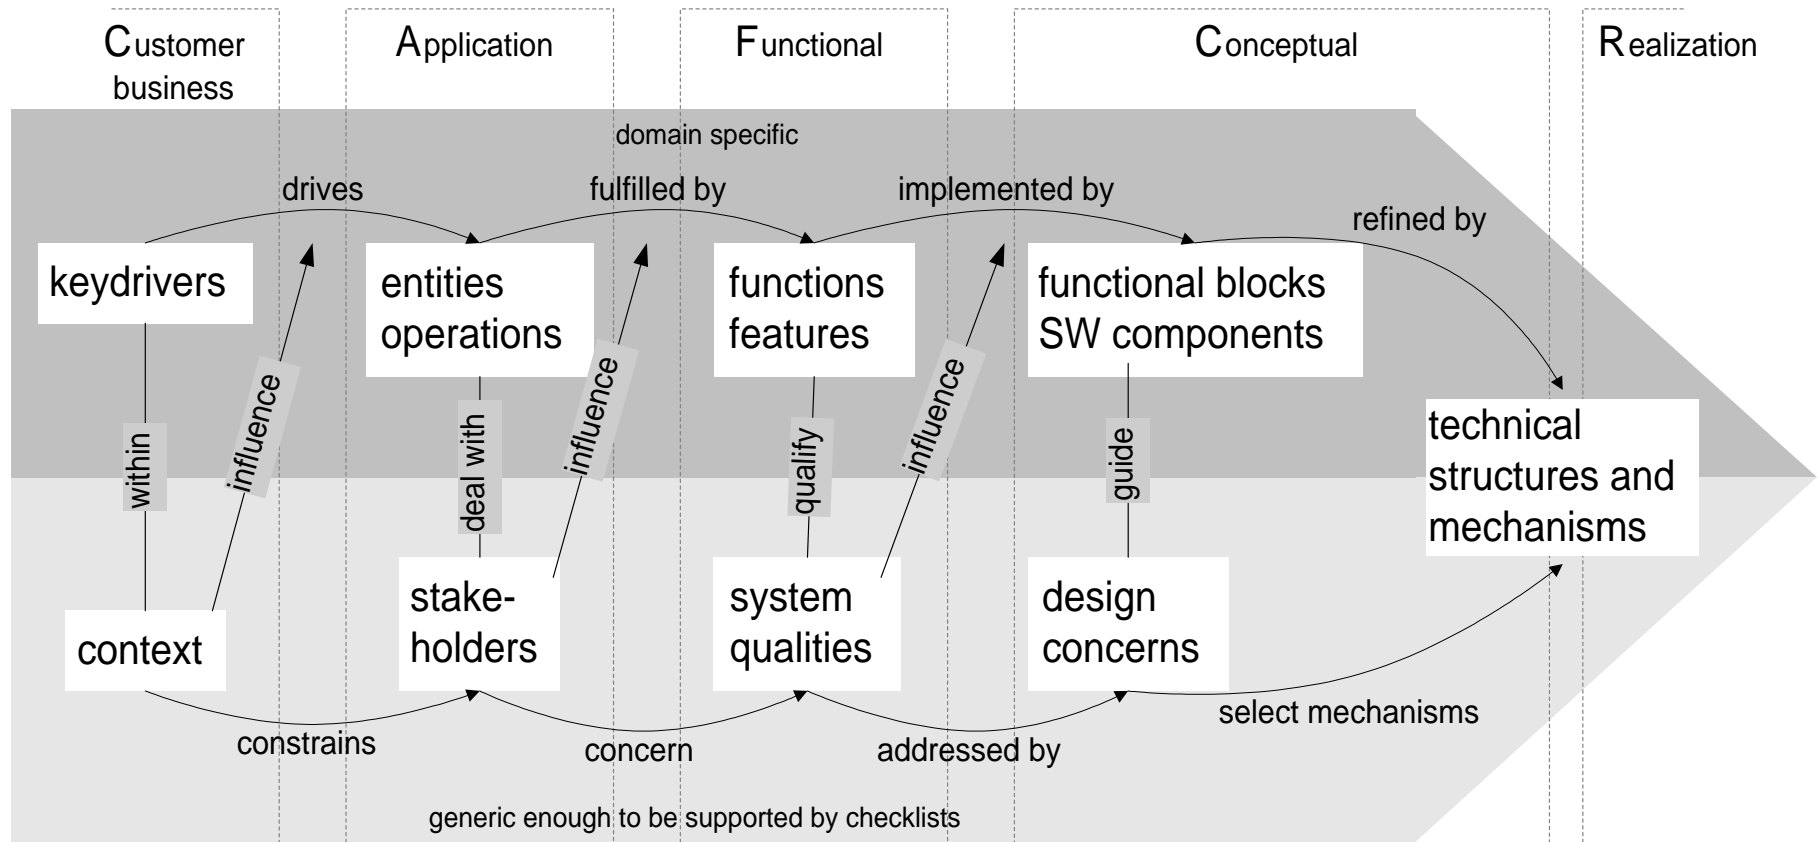 Customer
business
Application
Functional
Conceptual
Realization
domain specific
drives
fulfilled by
implemented by
refined by
keydrivers
entities
operations
functions
features
functional blocks
SW components
within
influence
deal with
influence
qualify
influence
guide
technical
structures and
mechanisms
context
stake-
holders
system
qualities
design
concerns
constrains
concern
addressed by
select mechanisms
generic enough to be supported by checklists